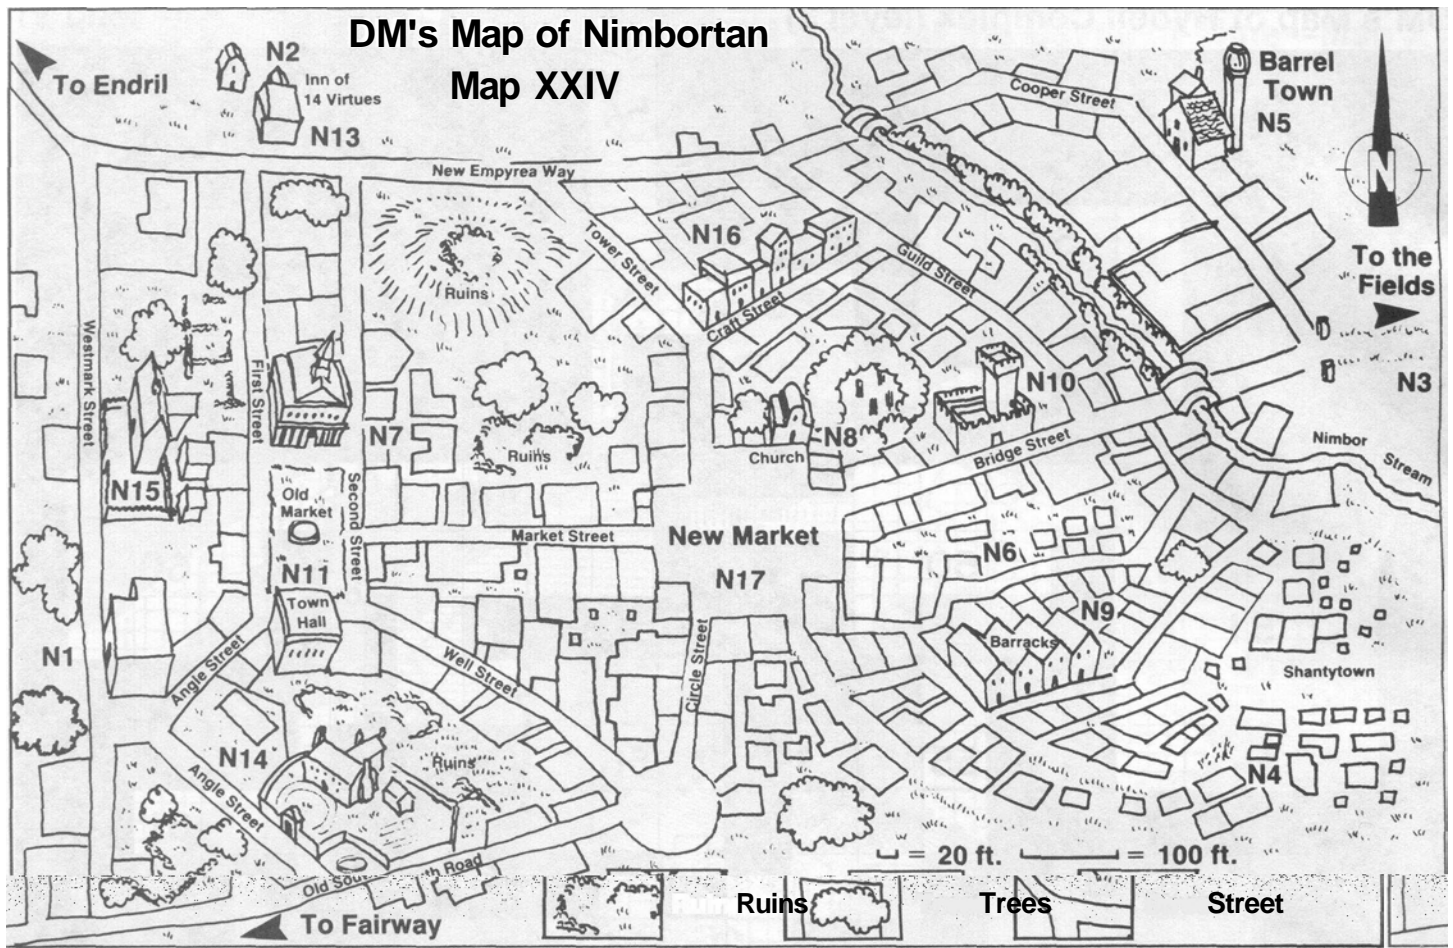 DM's Map of Nimbortan
Map XXIV
To Endril
N2
Inn of
14 Virtues
N13
Barrel
Town
N5
Cooper Street
N
New Empyrea Way
To the
Fields
Tower Street
N16
Guild Street
Craft Street
Ruins
Westmark Street
First Street
N3
N10
N7
N8
Church
Bridge Street
Nimbor
Stream
Ruins
N15
Old
Market
Second Street
Market Street
New Market
N6
N11
N17
Town
Hall
N9
Barracks
N1
Angle Street
Well Street
Circle Street
Shantytown
N14
Ruins
N4
Angle Street
= 20 ft.
= 100 ft.
Old South Road
To Fairway
Ruins
Trees
Street